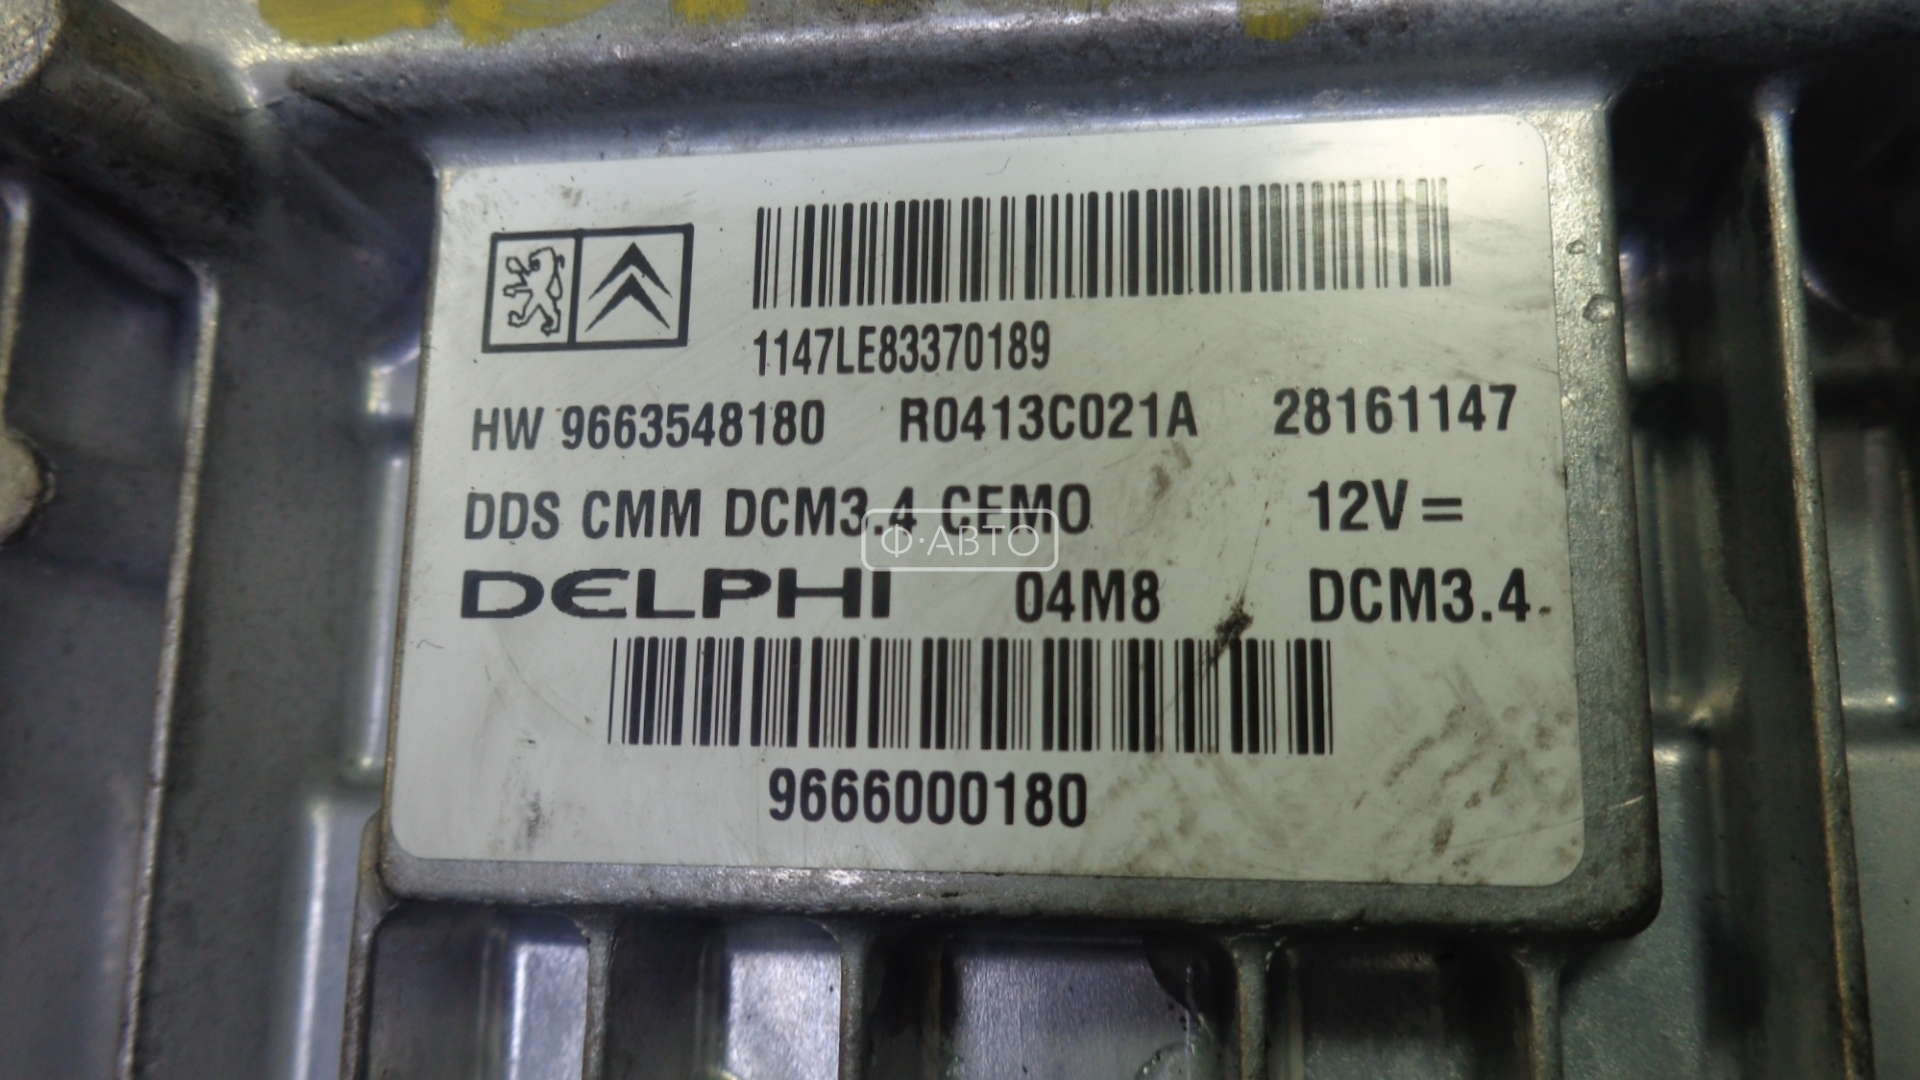 1147LE83370189
HW 9663548180 R0413C021A 28161147
DDS CMM DCM3.4 CEMO 12V =
Ф·АВТО
DELPHI 04M8 DCM3.4
9666000180